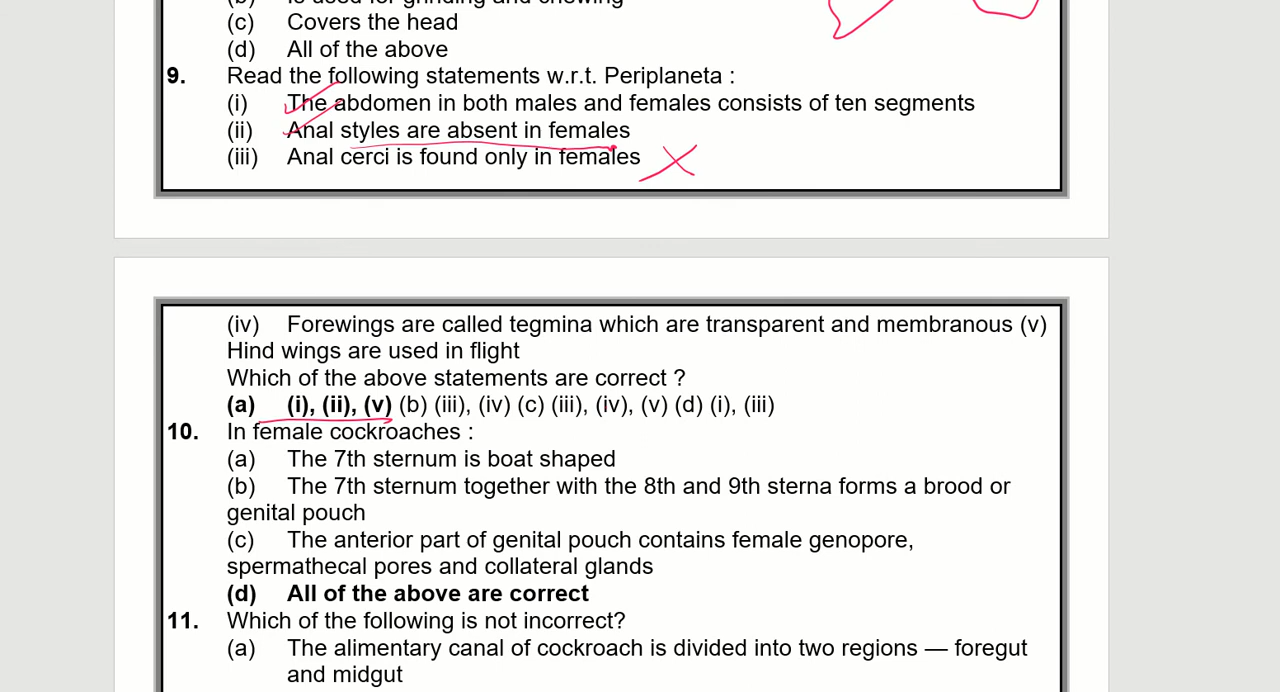 (c) Covers the head
(d) All of the above
9. Read the following statements w.r.t. Periplaneta :
(i) The abdomen in both males and females consists of ten segments
(ii) Anal styles are absent in females
(iii) Anal cerci is found only in females
(iv) Forewings are called tegmina which are transparent and membranous (v)
Hind wings are used in flight
Which of the above statements are correct ?
(a) (i), (ii), (v) (b) (iii), (iv) (c) (iii), (iv), (v) (d) (i), (iii)
10. In female cockroaches :
(a) The 7th sternum is boat shaped
(b) The 7th sternum together with the 8th and 9th sterna forms a brood or
genital pouch
(c) The anterior part of genital pouch contains female genopore,
spermathecal pores and collateral glands
(d) All of the above are correct
11. Which of the following is not incorrect?
(a) The alimentary canal of cockroach is divided into two regions — foregut
and midgut